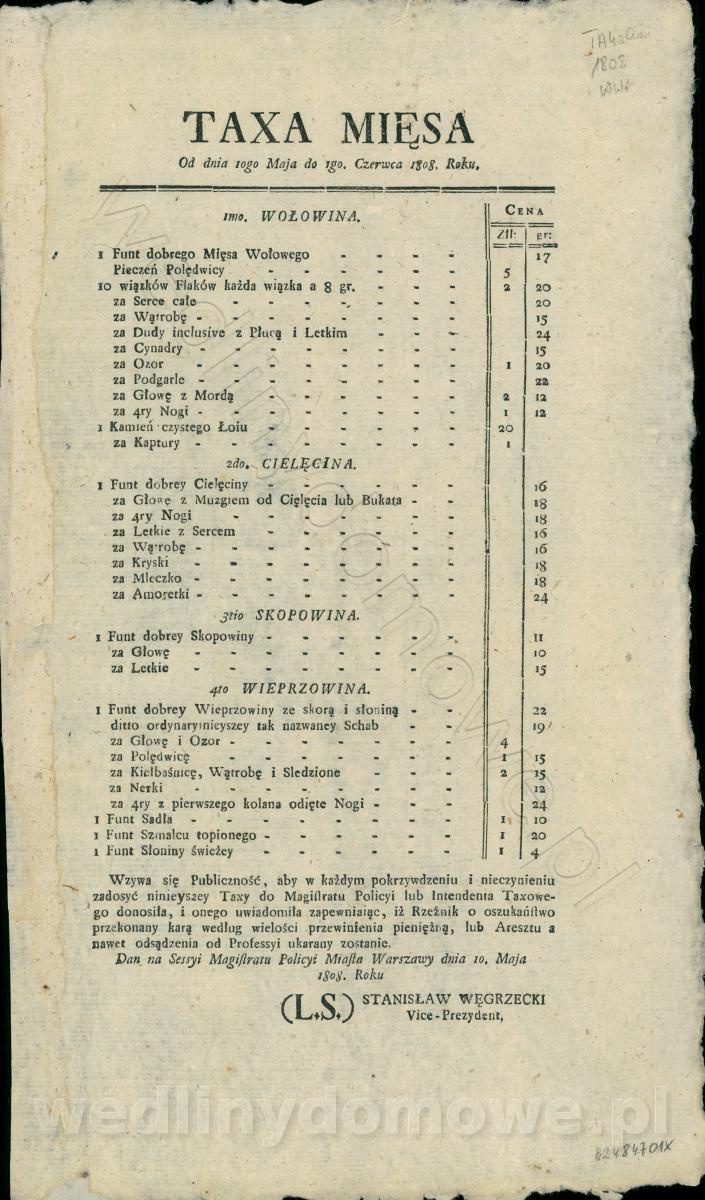 1808
TAXA MIĘSA
Od dnia 10go Maja do 1go. Czerwca 1808. Roku.
CENA
1mo. WOŁOWINA.
Złł: gr:
1 Funt dobrego Mięsa Wołowego - - - - 17
Pieczeń Polędwicy - - - - - - 5
10 wiązków Flaków każda wiązka a 8 gr. - - - 2 20
za Serce całe - - - - - - - 20
za Wątrobę - - - - - - - - 15
za Dudy inclusive z Płucą i Letkim - - - 24
za Cynadry - - - - - - - - 15
za Ozor - - - - - - - - 1 20
za Podgarle - - - - - - - - 22
za Głowę z Mordą - - - - - - 2 12
za 4ry Nogi - - - - - - - - 1 12
1 Kamień czystego Łoiu - - - - - - 20
za Kaptury - - - - - - - - 1
2do. CIELĘCINA.
1 Funt dobrey Cielęciny - - - - - - 16
za Głowę z Muzgiem od Cięlęcia lub Bukata - - 18
za 4ry Nogi - - - - - - - - 18
za Letkie z Sercem - - - - - - 16
za Wątrobę - - - - - - - - 16
za Kryski - - - - - - - - 18
za Mleczko - - - - - - - - 18
za Amoretki - - - - - - - - 24
3tio SKOPOWINA.
1 Funt dobrey Skopowiny - - - - - - 11
za Głowę - - - - - - - - 10
za Letkie - - - - - - - - 15
4to WIEPRZOWINA.
1 Funt dobrey Wieprzowiny ze skorą i słoniną - - 22
ditto ordynaryinieyszey tak nazwaney Schab - - 19
za Głowę i Ozor - - - - - - - 4
za Polędwicę - - - - - - - 1 15
za Kiełbaśnicę, Wątrobę i Sledzione - - - 2 15
za Nerki - - - - - - - - 12
za 4ry z pierwszego kolana odięte Nogi - - - 24
1 Funt Sadła - - - - - - - - 1 10
1 Funt Szmalcu topionego - - - - - - 1 20
1 Funt Słoniny świeżey - - - - - - 1 4
Wzywa się Publiczność, aby w każdym pokrzywdzeniu i nieczynieniu
zadosyć ninieyszey Taxy do Magiſtratu Policyi lub Intendenta Taxowe-
go donosiła, i onego uwiadomiła zapewniaiąc, iż Rzeźnik o oszukańſtwo
przekonany karą według wielości przewinienia pieniężną, lub Aresztu a
nawet odsądzenia od Professyi ukarany zostanie.
Dan na Sessyi Magiſtratu Policyi Miaſta Warszawy dnia 10. Maja
1808. Roku
(L.S.) STANISŁAW WĘGRZECKI
Vice-Prezydent,
wedlinydomowe.pl
wedlinydomowe.pl